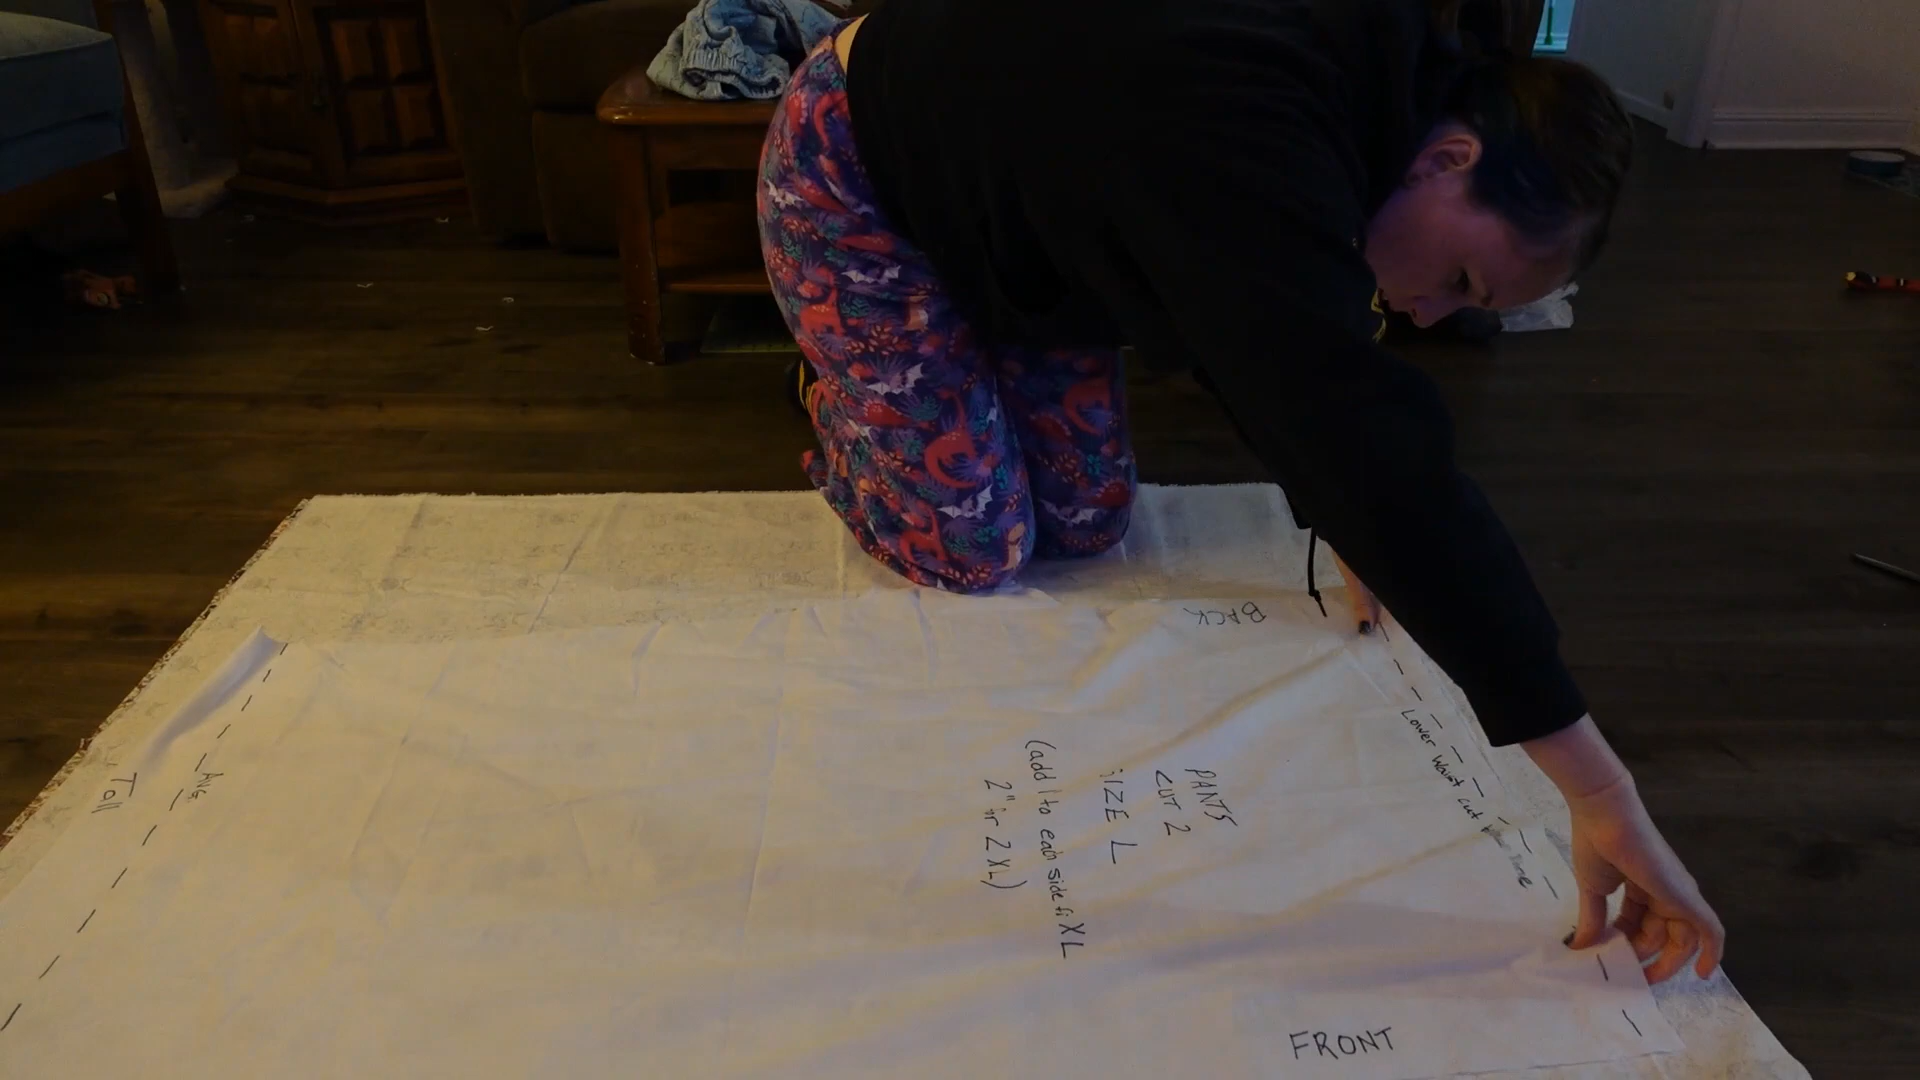 BACK
Lower Waist cut
PANTS
CUT 2
SIZE L
(add 1 to each side for XL
2" for 2XL)
AVG.
Tall
FRONT